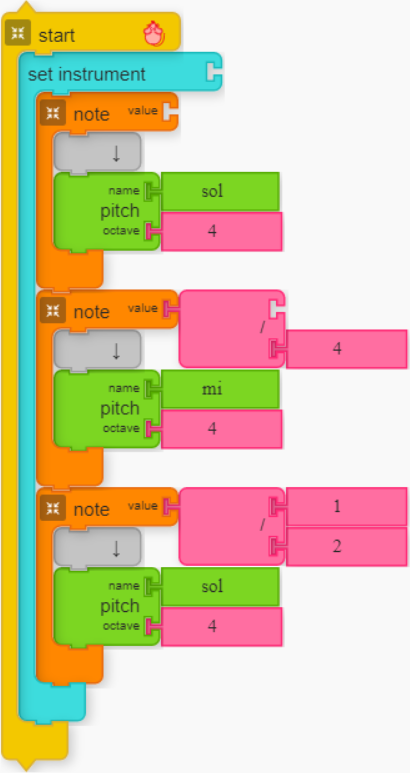 start
set instrument
note value
↓
name sol
pitch
octave 4
note value
/
4
↓
name mi
pitch
octave 4
note value 1
/
2
↓
name sol
pitch
octave 4